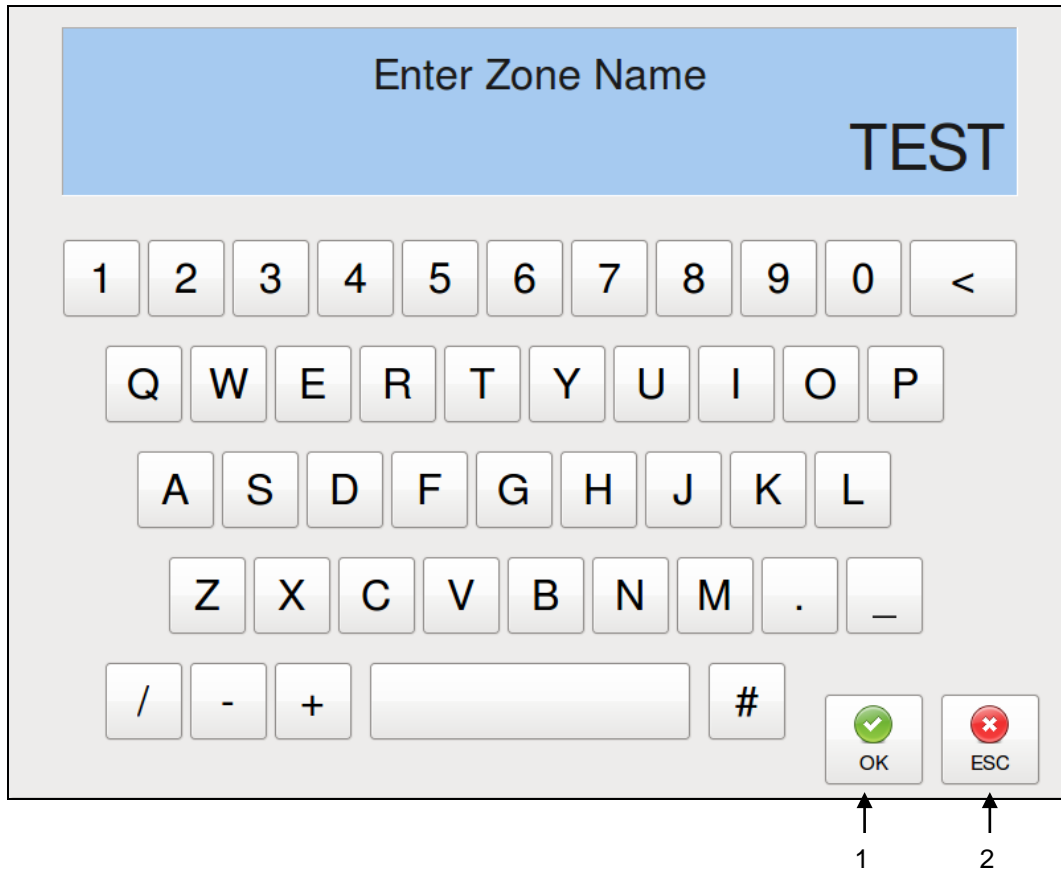 Enter Zone Name
TEST
1 2 3 4 5 6 7 8 9 0 <
Q W E R T Y U I O P
A S D F G H J K L
Z X C V B N M . _
/ - + #
OK ESC
1 2